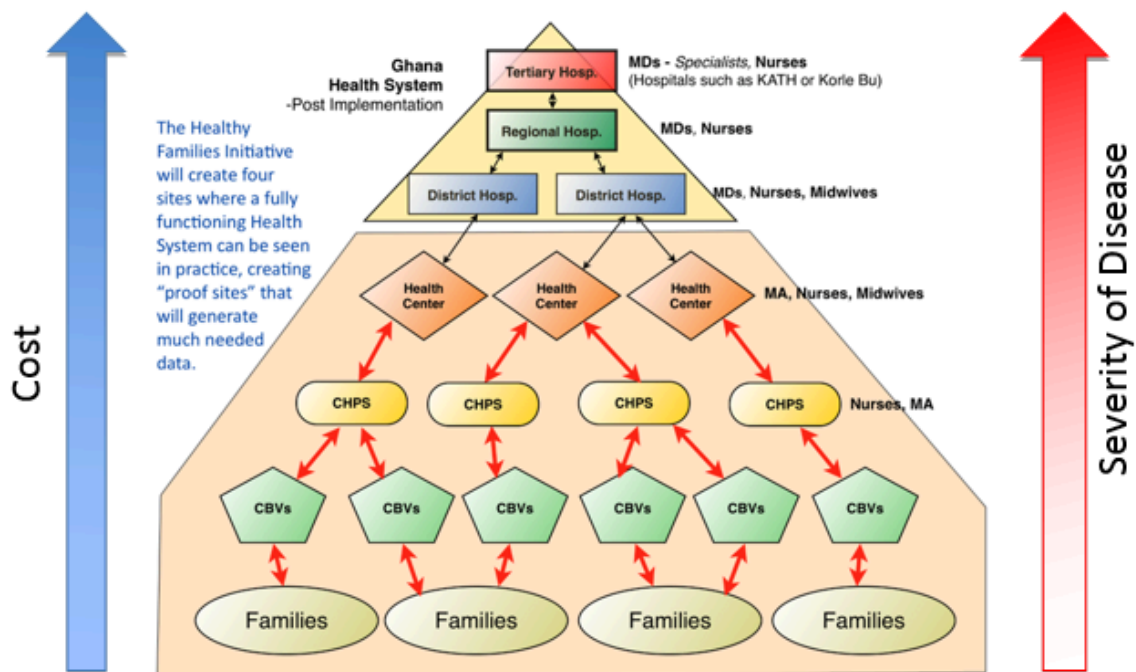 Ghana
Health System
-Post Implementation
Tertiary Hosp.
MDs - Specialists, Nurses
(Hospitals such as KATH or Korle Bu)
The Healthy
Families Initiative
will create four
sites where a fully
functioning Health
System can be seen
in practice, creating
“proof sites” that
will generate
much needed
data.
Regional Hosp.
MDs, Nurses
District Hosp.
District Hosp.
MDs, Nurses, Midwives
Health
Center
Health
Center
Health
Center
MA, Nurses, Midwives
CHPS
CHPS
CHPS
CHPS
Nurses, MA
CBVs
CBVs
CBVs
CBVs
CBVs
CBVs
Families
Families
Families
Families
Cost
Severity of Disease